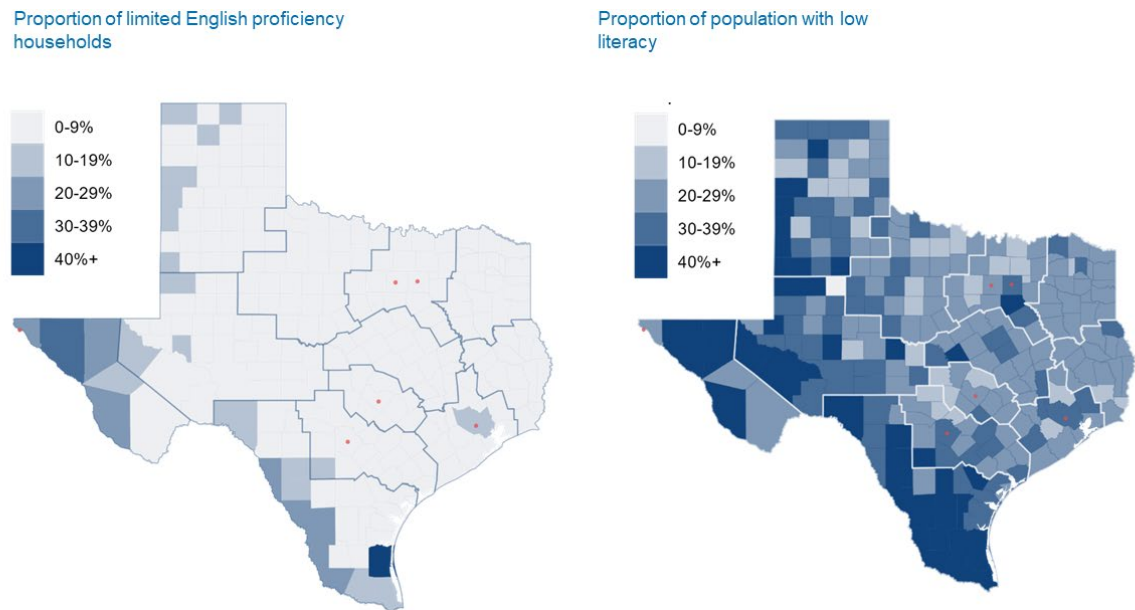 Proportion of limited English proficiency
households
0-9%
10-19%
20-29%
30-39%
40%+
Proportion of population with low
literacy
0-9%
10-19%
20-29%
30-39%
40%+